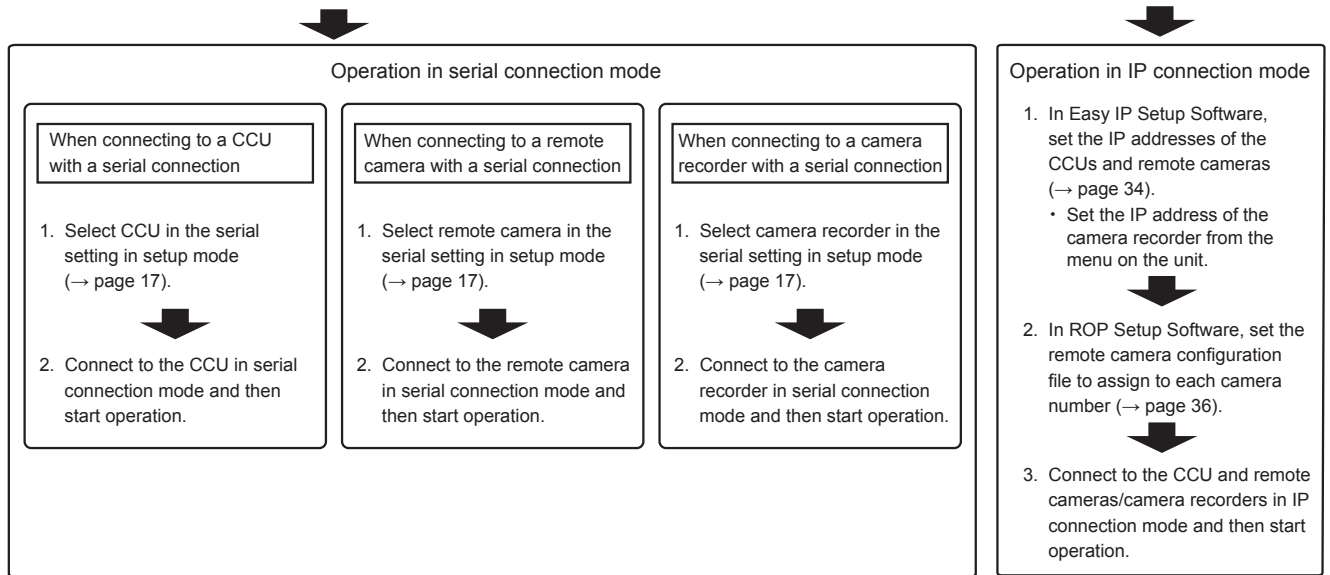 Operation in serial connection mode
When connecting to a CCU
with a serial connection
1. Select CCU in the serial
setting in setup mode
(→ page 17).
2. Connect to the CCU in serial
connection mode and then
start operation.
When connecting to a remote
camera with a serial connection
1. Select remote camera in the
serial setting in setup mode
(→ page 17).
2. Connect to the remote camera
in serial connection mode and
then start operation.
When connecting to a camera
recorder with a serial connection
1. Select camera recorder in the
serial setting in setup mode
(→ page 17).
2. Connect to the camera
recorder in serial connection
mode and then start operation.
Operation in IP connection mode
1. In Easy IP Setup Software,
set the IP addresses of the
CCUs and remote cameras
(→ page 34).
• Set the IP address of the
camera recorder from the
menu on the unit.
2. In ROP Setup Software, set the
remote camera configuration
file to assign to each camera
number (→ page 36).
3. Connect to the CCU and remote
cameras/camera recorders in IP
connection mode and then start
operation.